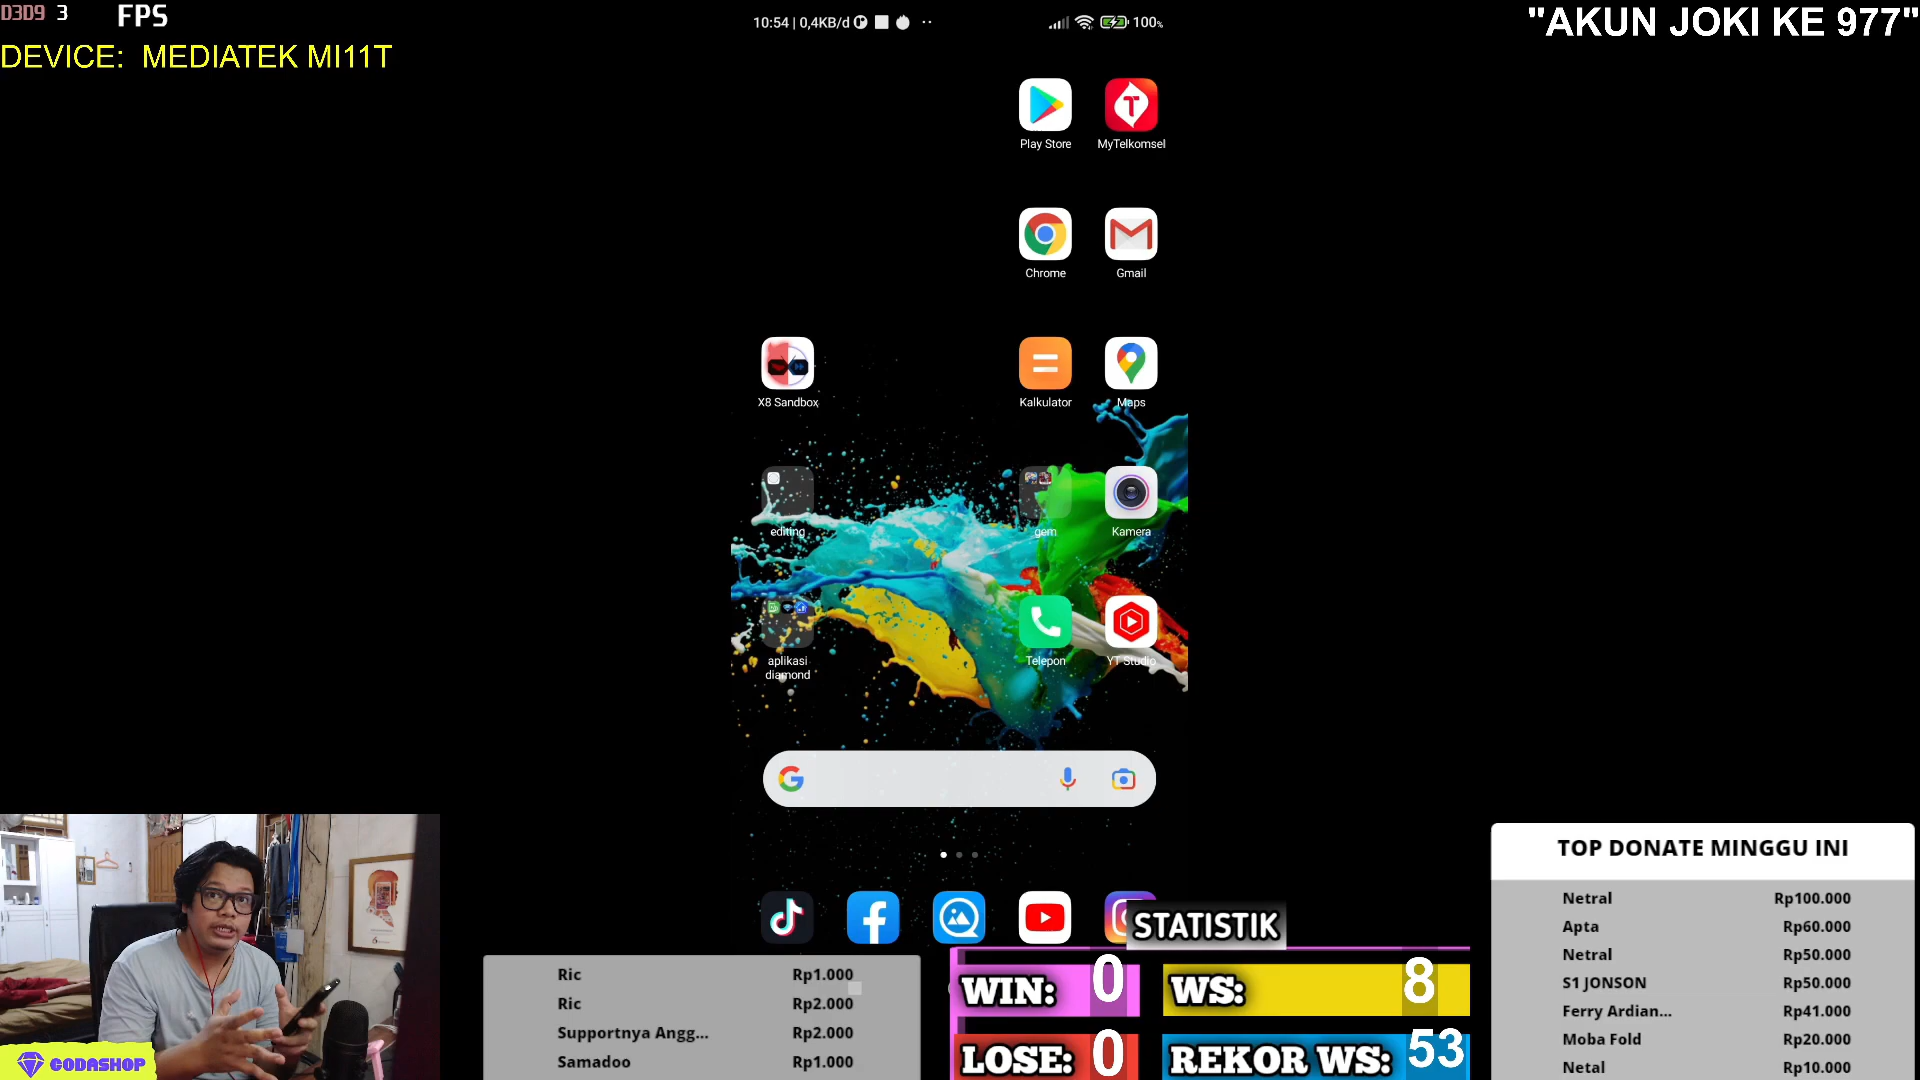 D3D9 3 FPS
DEVICE: MEDIATEK MI11T
"AKUN JOKI KE 977"
10:54 | 0,4KB/d
100%
Play Store
MyTelkomsel
Chrome
Gmail
X8 Sandbox
Kalkulator
Maps
editing
gem
Kamera
aplikasi
diamond
Telepon
YT Studio
STATISTIK
WIN: 0
WS: 8
LOSE: 0
REKOR WS: 53
Ric Rp1.000
Ric Rp2.000
Supportnya Angg... Rp2.000
Samadoo Rp1.000
TOP DONATE MINGGU INI
Netral Rp100.000
Apta Rp60.000
Netral Rp50.000
S1 JONSON Rp50.000
Ferry Ardian... Rp41.000
Moba Fold Rp20.000
Netal Rp10.000
CODASHOP